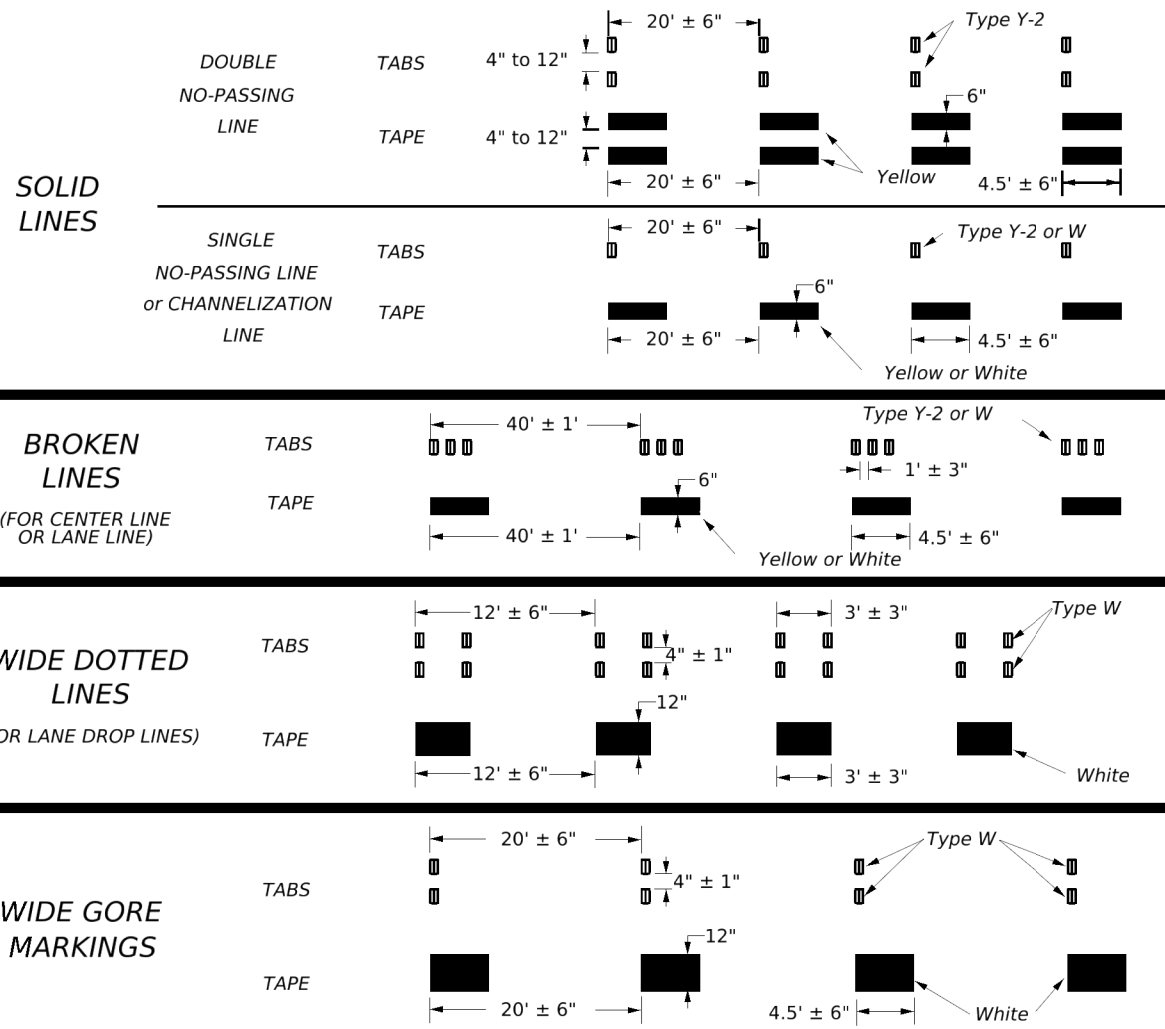 SOLID
LINES
DOUBLE
NO-PASSING
LINE
TABS
4" to 12"
20' ± 6"
Type Y-2
TAPE
4" to 12"
6"
Yellow
20' ± 6"
4.5' ± 6"
SINGLE
NO-PASSING LINE
or CHANNELIZATION
LINE
TABS
20' ± 6"
Type Y-2 or W
TAPE
6"
20' ± 6"
4.5' ± 6"
Yellow or White
BROKEN
LINES
(FOR CENTER LINE
OR LANE LINE)
TABS
40' ± 1'
Type Y-2 or W
1' ± 3"
TAPE
6"
40' ± 1'
4.5' ± 6"
Yellow or White
WIDE DOTTED
LINES
OR LANE DROP LINES)
TABS
12' ± 6"
3' ± 3"
Type W
4" ± 1"
TAPE
12"
12' ± 6"
3' ± 3"
White
WIDE GORE
MARKINGS
TABS
20' ± 6"
Type W
4" ± 1"
TAPE
12"
20' ± 6"
4.5' ± 6"
White